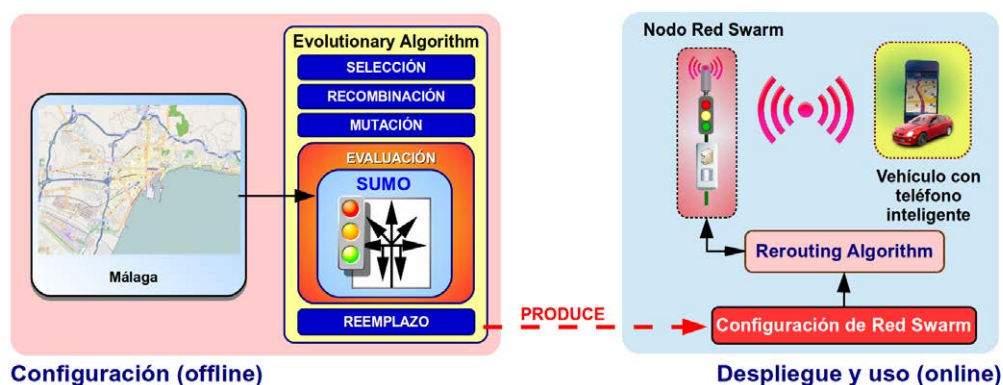 Evolutionary Algorithm
SELECCIÓN
RECOMBINACIÓN
MUTACIÓN
EVALUACIÓN
SUMO
REEMPLAZO
Málaga
Configuración (offline)
PRODUCE
Nodo Red Swarm
Vehículo con
teléfono
inteligente
Rerouting Algorithm
Configuración de Red Swarm
Despliegue y uso (online)